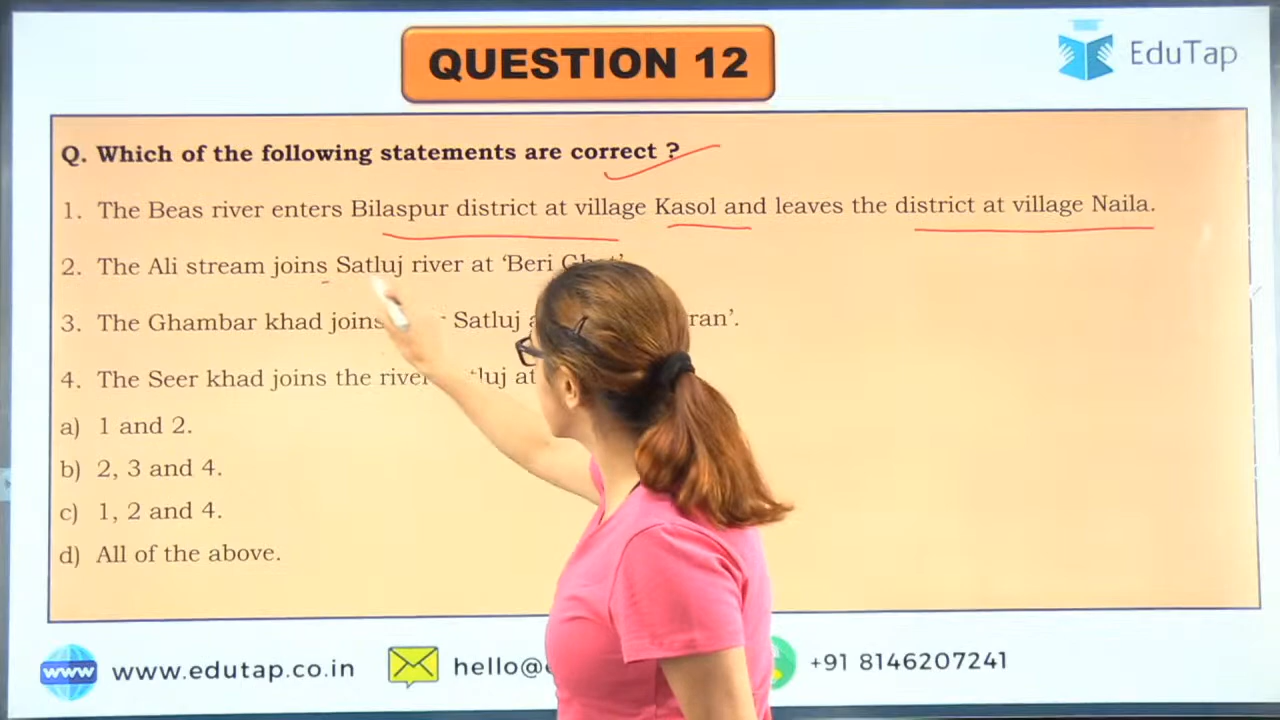 QUESTION 12
EduTap
Q. Which of the following statements are correct ?
1. The Beas river enters Bilaspur district at village Kasol and leaves the district at village Naila.
2. The Ali stream joins Satluj river at ‘Beri
3. The Ghambar khad joins Satluj
4. The Seer khad joins the river at
a) 1 and 2.
b) 2, 3 and 4.
c) 1, 2 and 4.
d) All of the above.
www www.edutap.co.in hello@ +91 8146207241